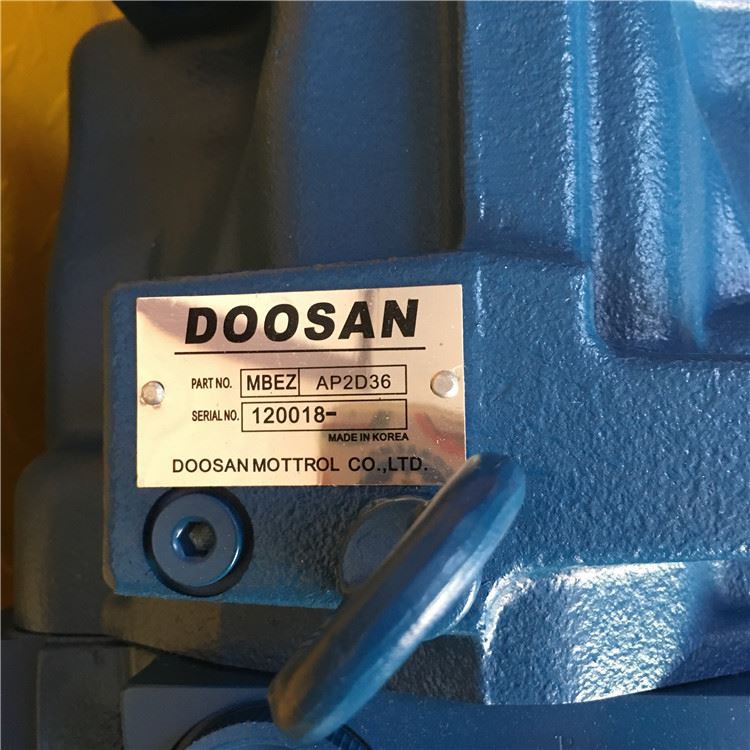 DOOSAN
PART NO. MBEZ AP2D36
SERIAL NO. 120018-
MADE IN KOREA
DOOSAN MOTTROL CO.,LTD.